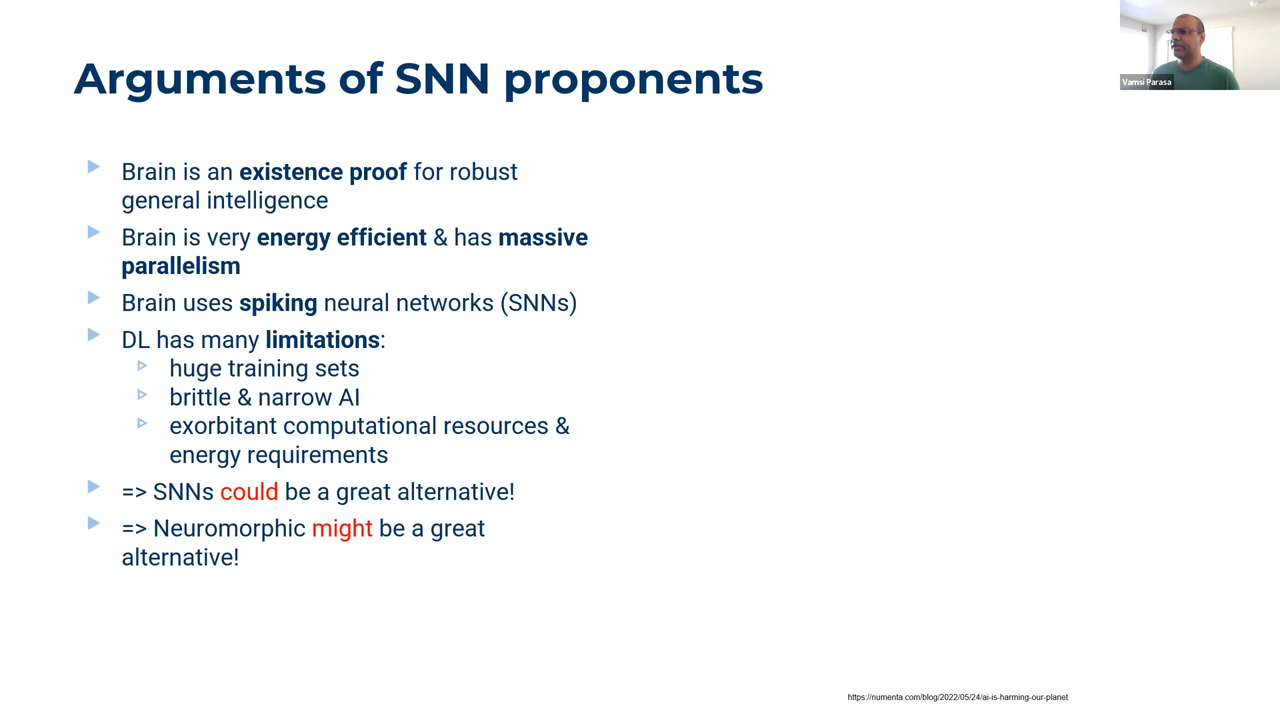 Arguments of SNN proponents
Vamsi Parasa
Brain is an existence proof for robust
general intelligence
Brain is very energy efficient & has massive
parallelism
Brain uses spiking neural networks (SNNs)
DL has many limitations:
huge training sets
brittle & narrow AI
exorbitant computational resources &
energy requirements
=> SNNs could be a great alternative!
=> Neuromorphic might be a great
alternative!
https://numenta.com/blog/2022/05/24/ai-is-harming-our-planet